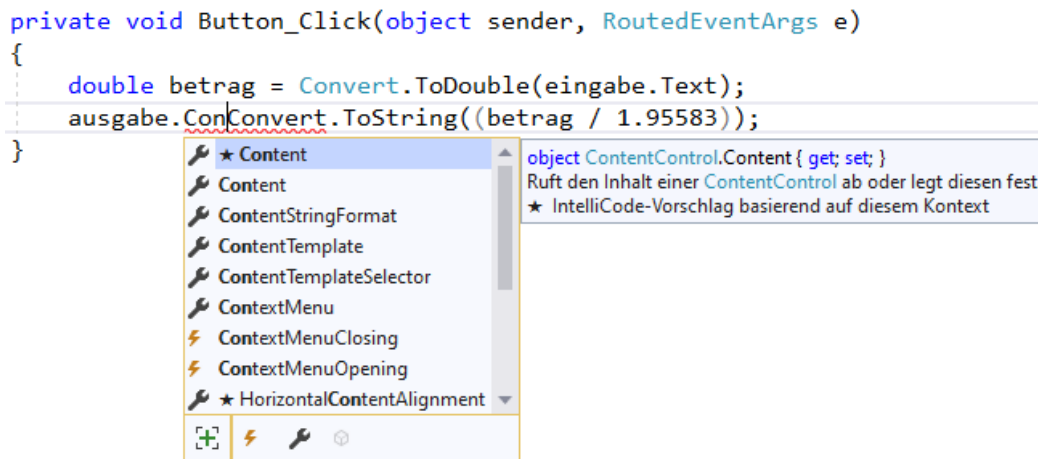 private void Button_Click(object sender, RoutedEventArgs e)
{
double betrag = Convert.ToDouble(eingabe.Text);
ausgabe.ConConvert.ToString((betrag / 1.95583));
}
★ Content
Content
ContentStringFormat
ContentTemplate
ContentTemplateSelector
ContextMenu
ContextMenuClosing
ContextMenuOpening
★ HorizontalContentAlignment
object ContentControl.Content { get; set; }
Ruft den Inhalt einer ContentControl ab oder legt diesen fest
★ IntelliCode-Vorschlag basierend auf diesem Kontext